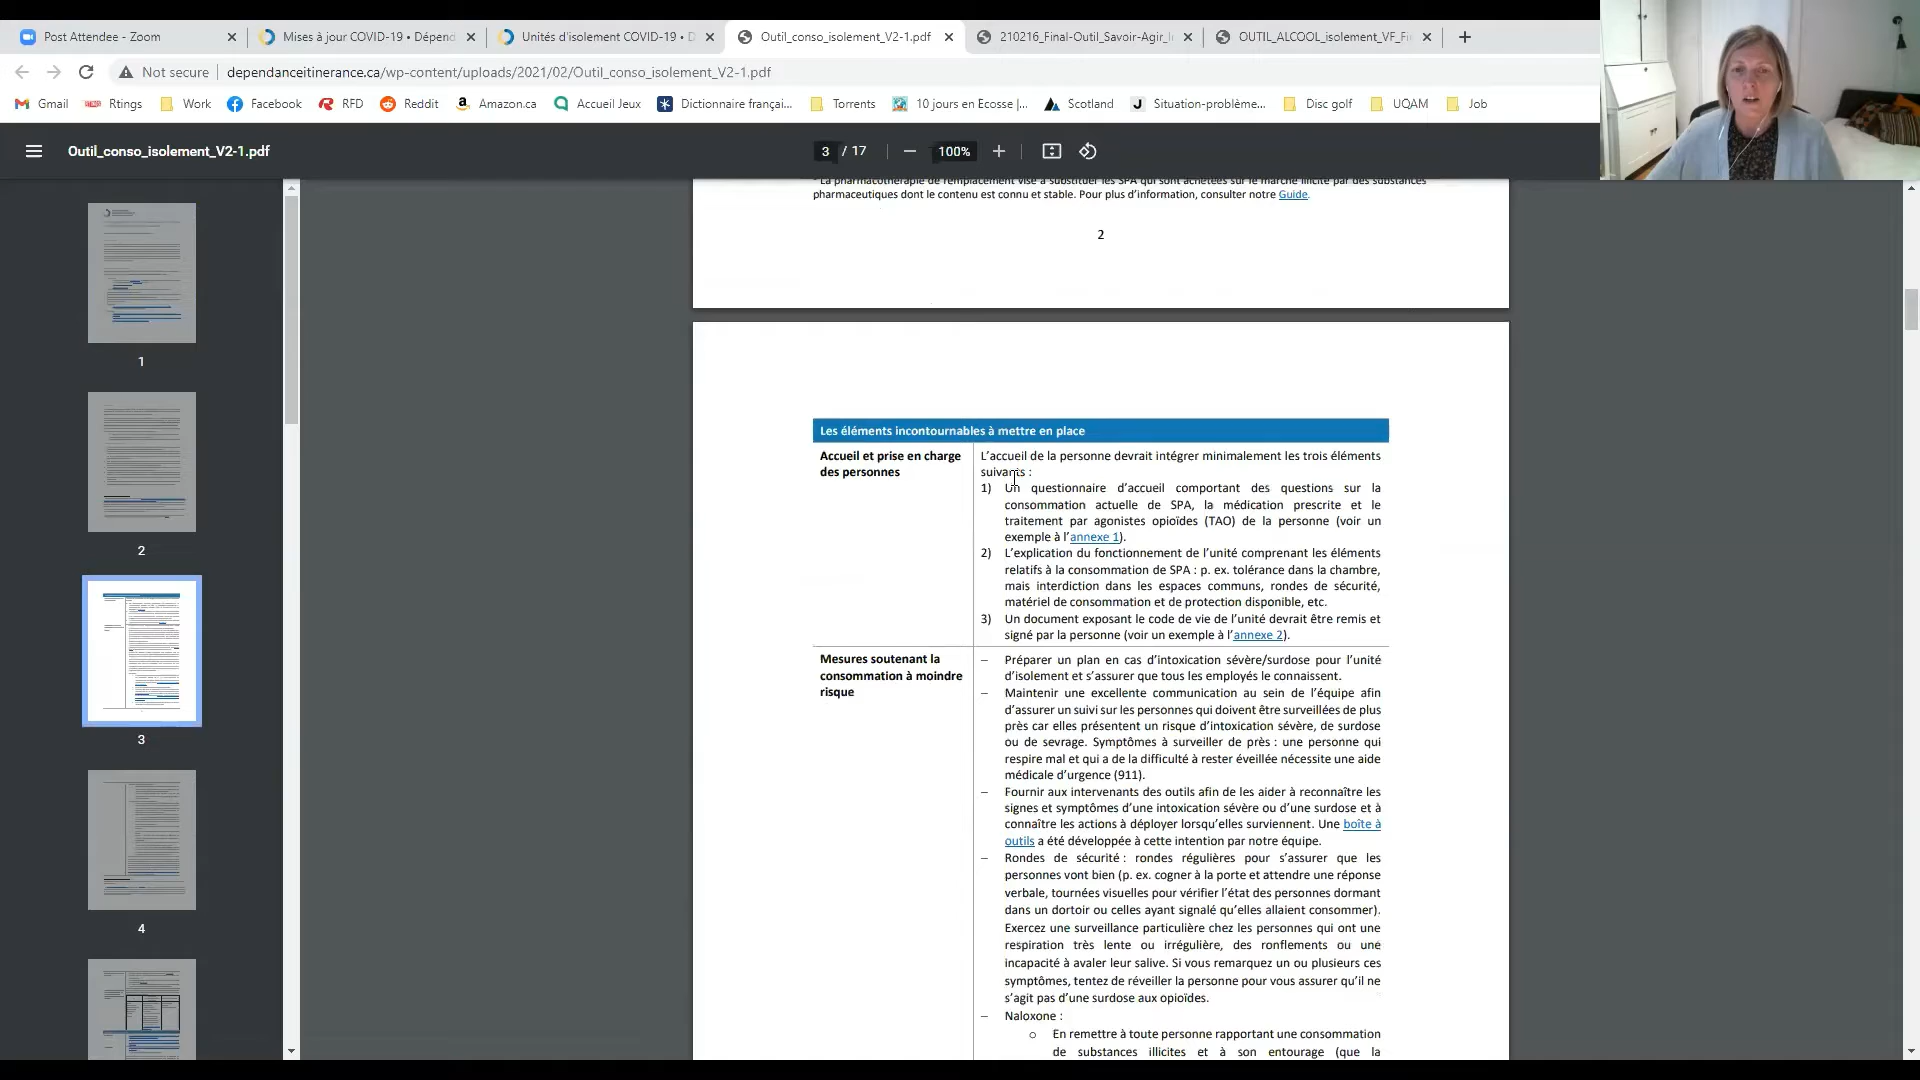 Post Attendee - Zoom
Mises à jour COVID-19 • Dépend
Unités d'isolement COVID-19 • D
Outil_conso_isolement_V2-1.pdf
210216_Final-Outil_Savoir-Agir_I
OUTIL_ALCOOL_isolement_VF_Fi
Not secure
dependanceitinerance.ca/wp-content/uploads/2021/02/Outil_conso_isolement_V2-1.pdf
Gmail
Rtings
Work
Facebook
RFD
Reddit
Amazon.ca
Accueil Jeux
Dictionnaire françai...
Torrents
10 jours en Ecosse |...
Scotland
Situation-problème...
Disc golf
UQAM
Job
Outil_conso_isolement_V2-1.pdf
3 / 17
100%
1
2
3
4
La pharmacothérapie de remplacement vise à substituer les SPA qui sont achetées sur le marché illicite par des substances
pharmaceutiques dont le contenu est connu et stable. Pour plus d'information, consulter notre Guide.
2
Les éléments incontournables à mettre en place
Accueil et prise en charge
des personnes
L'accueil de la personne devrait intégrer minimalement les trois éléments
suivants :
1) Un questionnaire d'accueil comportant des questions sur la
consommation actuelle de SPA, la médication prescrite et le
traitement par agonistes opioïdes (TAO) de la personne (voir un
exemple à l'annexe 1).
2) L'explication du fonctionnement de l'unité comprenant les éléments
relatifs à la consommation de SPA : p. ex. tolérance dans la chambre,
mais interdiction dans les espaces communs, rondes de sécurité,
matériel de consommation et de protection disponible, etc.
3) Un document exposant le code de vie de l'unité devrait être remis et
signé par la personne (voir un exemple à l'annexe 2).
Mesures soutenant la
consommation à moindre
risque
– Préparer un plan en cas d'intoxication sévère/surdose pour l'unité
d'isolement et s'assurer que tous les employés le connaissent.
– Maintenir une excellente communication au sein de l'équipe afin
d'assurer un suivi sur les personnes qui doivent être surveillées de plus
près car elles présentent un risque d'intoxication sévère, de surdose
ou de sevrage. Symptômes à surveiller de près : une personne qui
respire mal et qui a de la difficulté à rester éveillée nécessite une aide
médicale d'urgence (911).
– Fournir aux intervenants des outils afin de les aider à reconnaître les
signes et symptômes d'une intoxication sévère ou d'une surdose et à
connaître les actions à déployer lorsqu'elles surviennent. Une boîte à
outils a été développée à cette intention par notre équipe.
– Rondes de sécurité : rondes régulières pour s'assurer que les
personnes vont bien (p. ex. cogner à la porte et attendre une réponse
verbale, tournées visuelles pour vérifier l'état des personnes dormant
dans un dortoir ou celles ayant signalé qu'elles allaient consommer).
Exercez une surveillance particulière chez les personnes qui ont une
respiration très lente ou irrégulière, des ronflements ou une
incapacité à avaler leur salive. Si vous remarquez un ou plusieurs ces
symptômes, tentez de réveiller la personne pour vous assurer qu'il ne
s'agit pas d'une surdose aux opioïdes.
– Naloxone :
o En remettre à toute personne rapportant une consommation
de substances illicites et à son entourage (que la